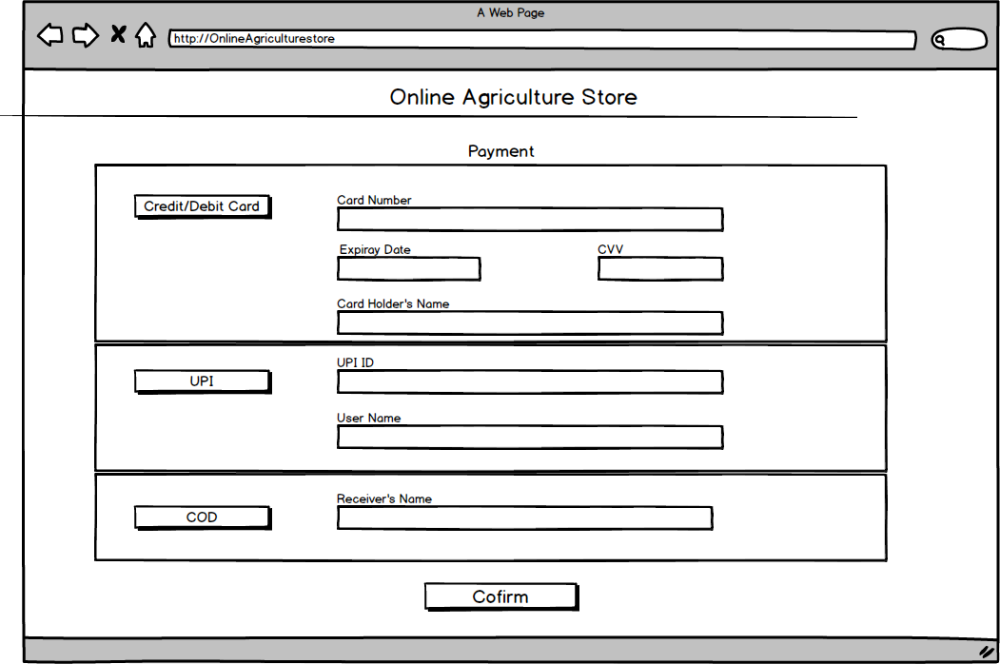 A Web Page
http://OnlineAgriculturestore
Online Agriculture Store
Payment
Credit/Debit Card
Card Number
Expiray Date
CVV
Card Holder's Name
UPI
UPI ID
User Name
COD
Receiver's Name
Cofirm